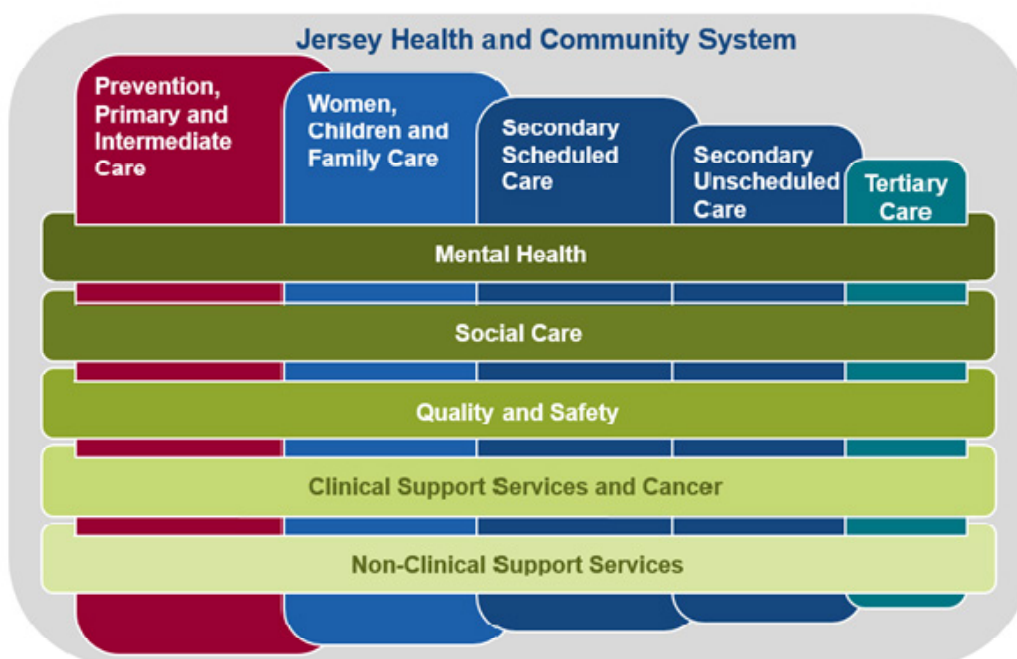 Jersey Health and Community System
Prevention,
Primary and
Intermediate
Care
Women,
Children and
Family Care
Secondary
Scheduled
Care
Secondary
Unscheduled
Care
Tertiary
Care
Mental Health
Social Care
Quality and Safety
Clinical Support Services and Cancer
Non-Clinical Support Services